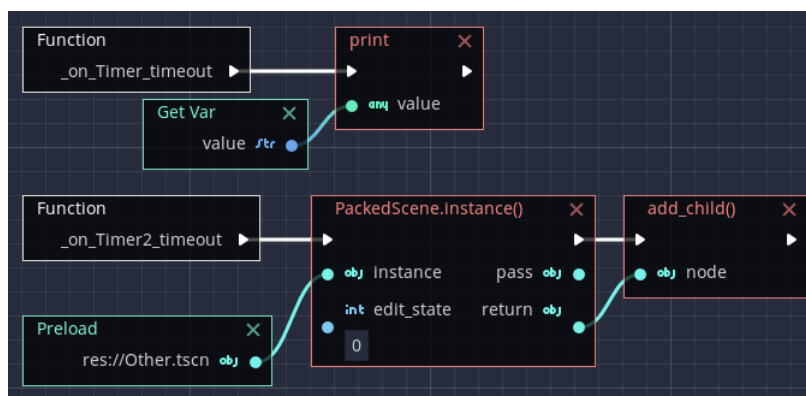 Function
_on_Timer_timeout
print
any value
Get Var
value str
Function
_on_Timer2_timeout
PackedScene.instance()
obj instance
pass obj
int edit_state
return obj
0
add_child()
obj node
Preload
res://Other.tscn obj